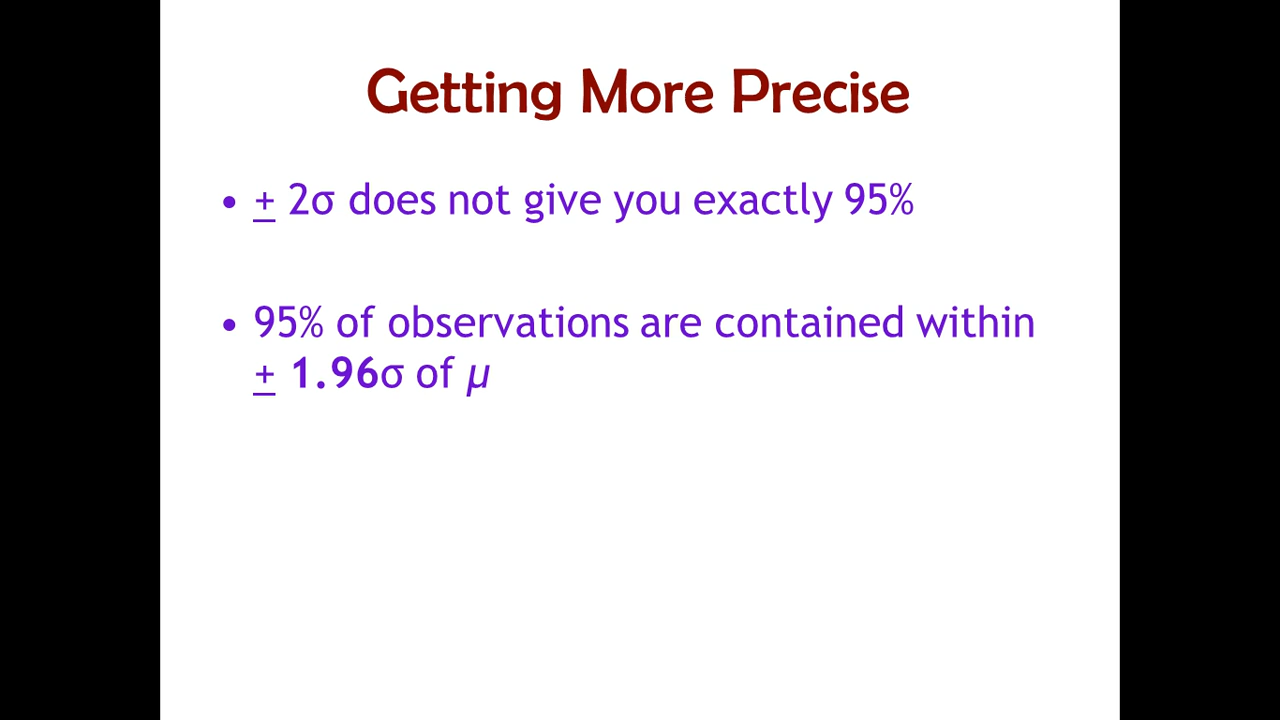 Getting More Precise
• ± 2σ does not give you exactly 95%
• 95% of observations are contained within
± 1.96σ of μ